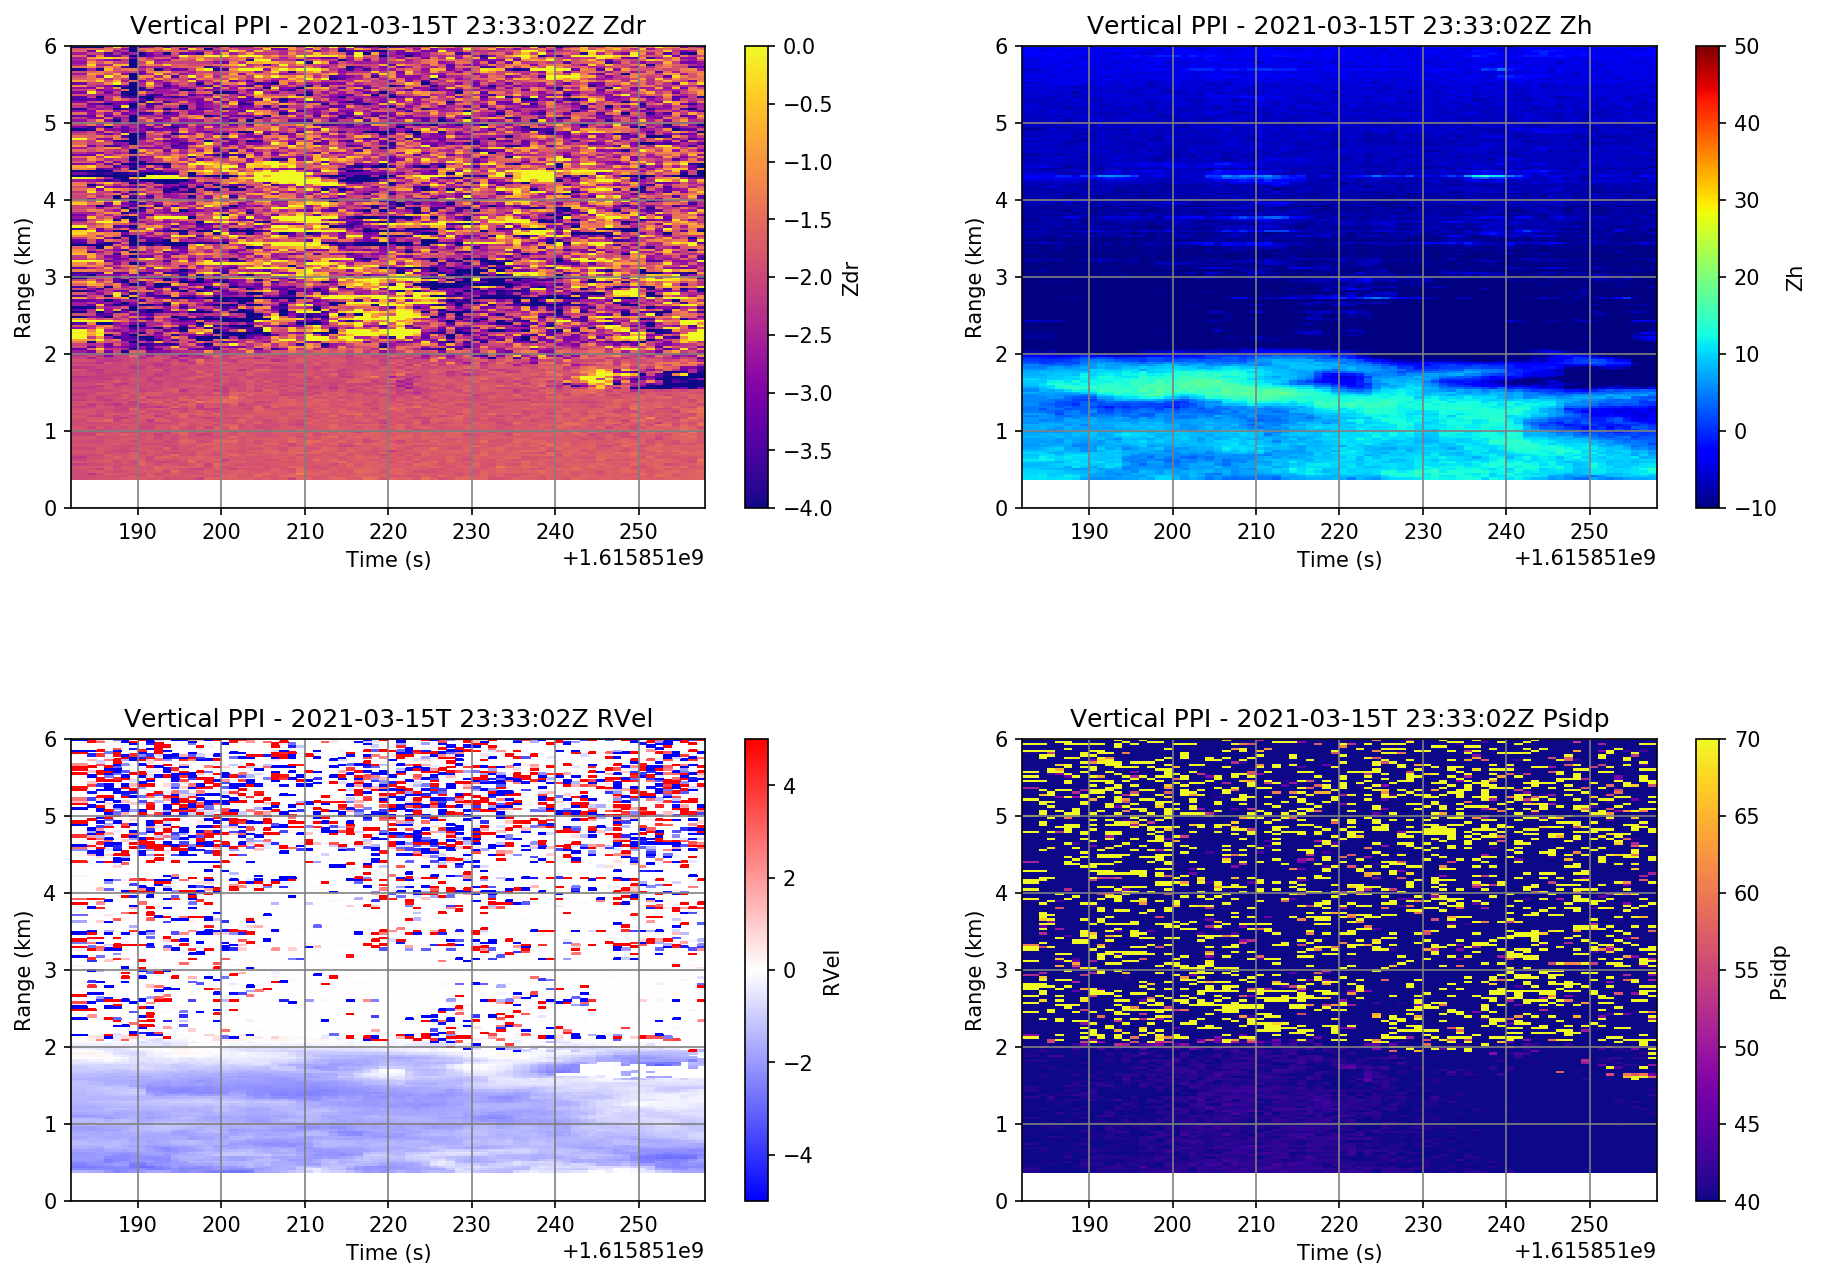 Vertical PPI - 2021-03-15T 23:33:02Z Zdr
6
5
4
3
2
1
0
Range (km)
190 200 210 220 230 240 250
Time (s)
+1.615851e9
0.0
−0.5
−1.0
−1.5
−2.0
−2.5
−3.0
−3.5
−4.0
Zdr
Vertical PPI - 2021-03-15T 23:33:02Z Zh
6
5
4
3
2
1
0
Range (km)
190 200 210 220 230 240 250
Time (s)
+1.615851e9
50
40
30
20
10
0
−10
Zh
Vertical PPI - 2021-03-15T 23:33:02Z RVel
6
5
4
3
2
1
0
Range (km)
190 200 210 220 230 240 250
Time (s)
+1.615851e9
4
2
0
−2
−4
RVel
Vertical PPI - 2021-03-15T 23:33:02Z Psidp
6
5
4
3
2
1
0
Range (km)
190 200 210 220 230 240 250
Time (s)
+1.615851e9
70
65
60
55
50
45
40
Psidp